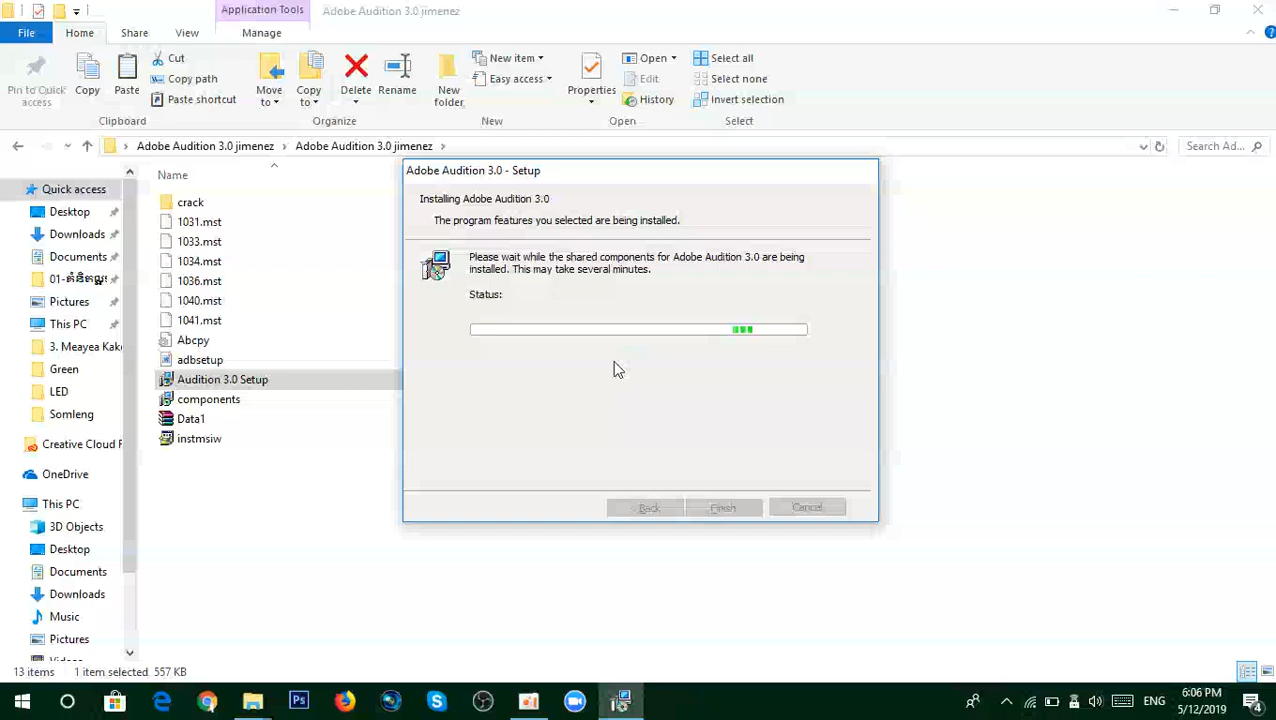 Application Tools
Adobe Audition 3.0 jimenez
File
Home
Share
View
Manage
Pin to Quick access
Copy
Paste
Cut
Copy path
Paste shortcut
Move to
Copy to
Delete
Rename
New folder
New item
Easy access
Properties
Open
Edit
History
Select all
Select none
Invert selection
Clipboard
Organize
New
Open
Select
Adobe Audition 3.0 jimenez
Adobe Audition 3.0 jimenez
Search Ad...
Quick access
Desktop
Downloads
Documents
Pictures
This PC
3. Meayea Kak
Green
LED
Somleng
Creative Cloud F
OneDrive
This PC
3D Objects
Desktop
Documents
Downloads
Music
Pictures
Name
crack
1031.mst
1033.mst
1034.mst
1036.mst
1040.mst
1041.mst
Abcpy
adbsetup
Audition 3.0 Setup
components
Data1
instmsiw
Adobe Audition 3.0 - Setup
Installing Adobe Audition 3.0
The program features you selected are being installed.
Please wait while the shared components for Adobe Audition 3.0 are being
installed. This may take several minutes.
Status:
Back
Finish
Cancel
13 items
1 item selected 557 KB
Ps
ENG
6:06 PM
5/12/2019
4